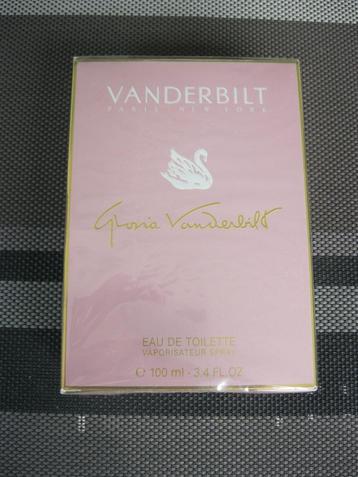 VANDERBILT
PARIS - NEW YORK
Gloria Vanderbilt
EAU DE TOILETTE
VAPORISATEUR SPRAY
℮ 100 ml - 3.4 FL.OZ